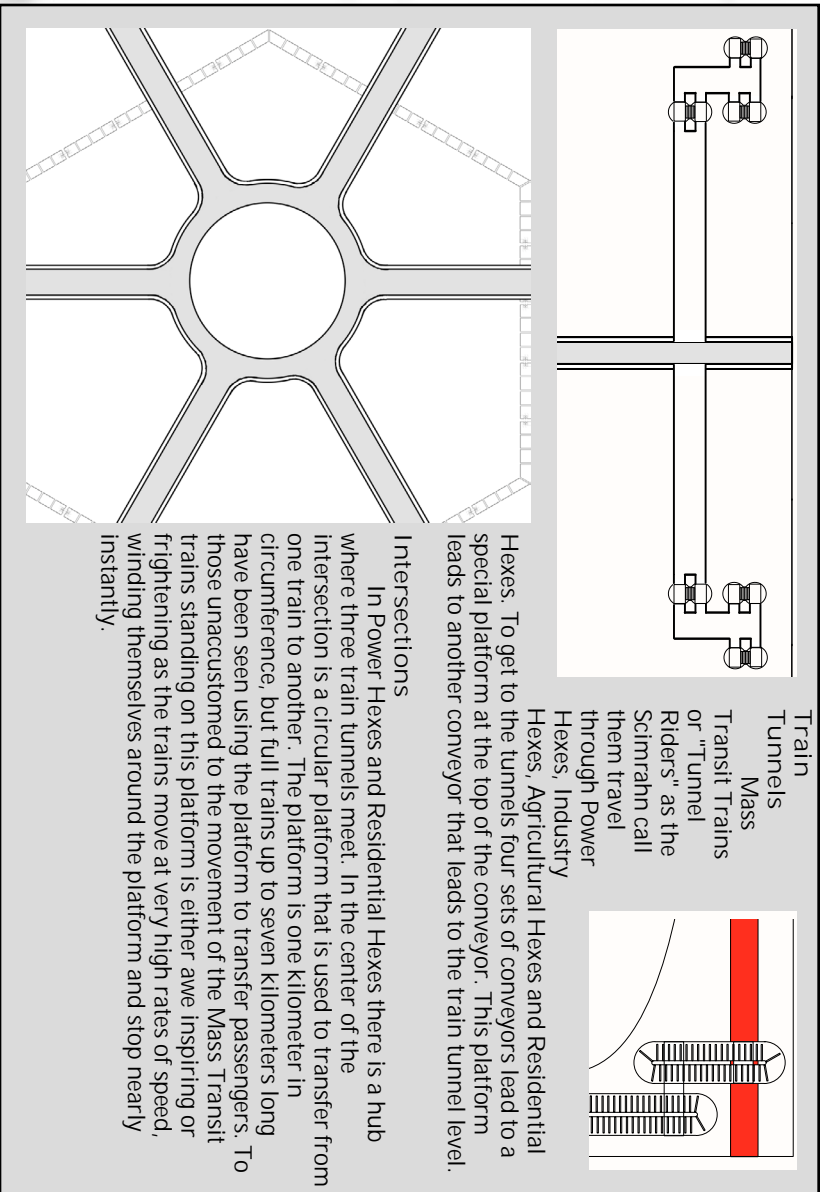 Train
Tunnels
Mass
Transit Trains
or "Tunnel
Riders" as the
Scimrahn call
them travel
through Power
Hexes, Industry
Hexes, Agricultural Hexes and Residential
Hexes. To get to the tunnels four sets of conveyors lead to a
special platform at the top of the conveyor. This platform
leads to another conveyor that leads to the train tunnel level.
Intersections
In Power Hexes and Residential Hexes there is a hub
where three train tunnels meet. In the center of the
intersection is a circular platform that is used to transfer from
one train to another. The platform is one kilometer in
circumference, but full trains up to seven kilometers long
have been seen using the platform to transfer passengers. To
those unaccustomed to the movement of the Mass Transit
trains standing on this platform is either awe inspiring or
frightening as the trains move at very high rates of speed,
winding themselves around the platform and stop nearly
instantly.